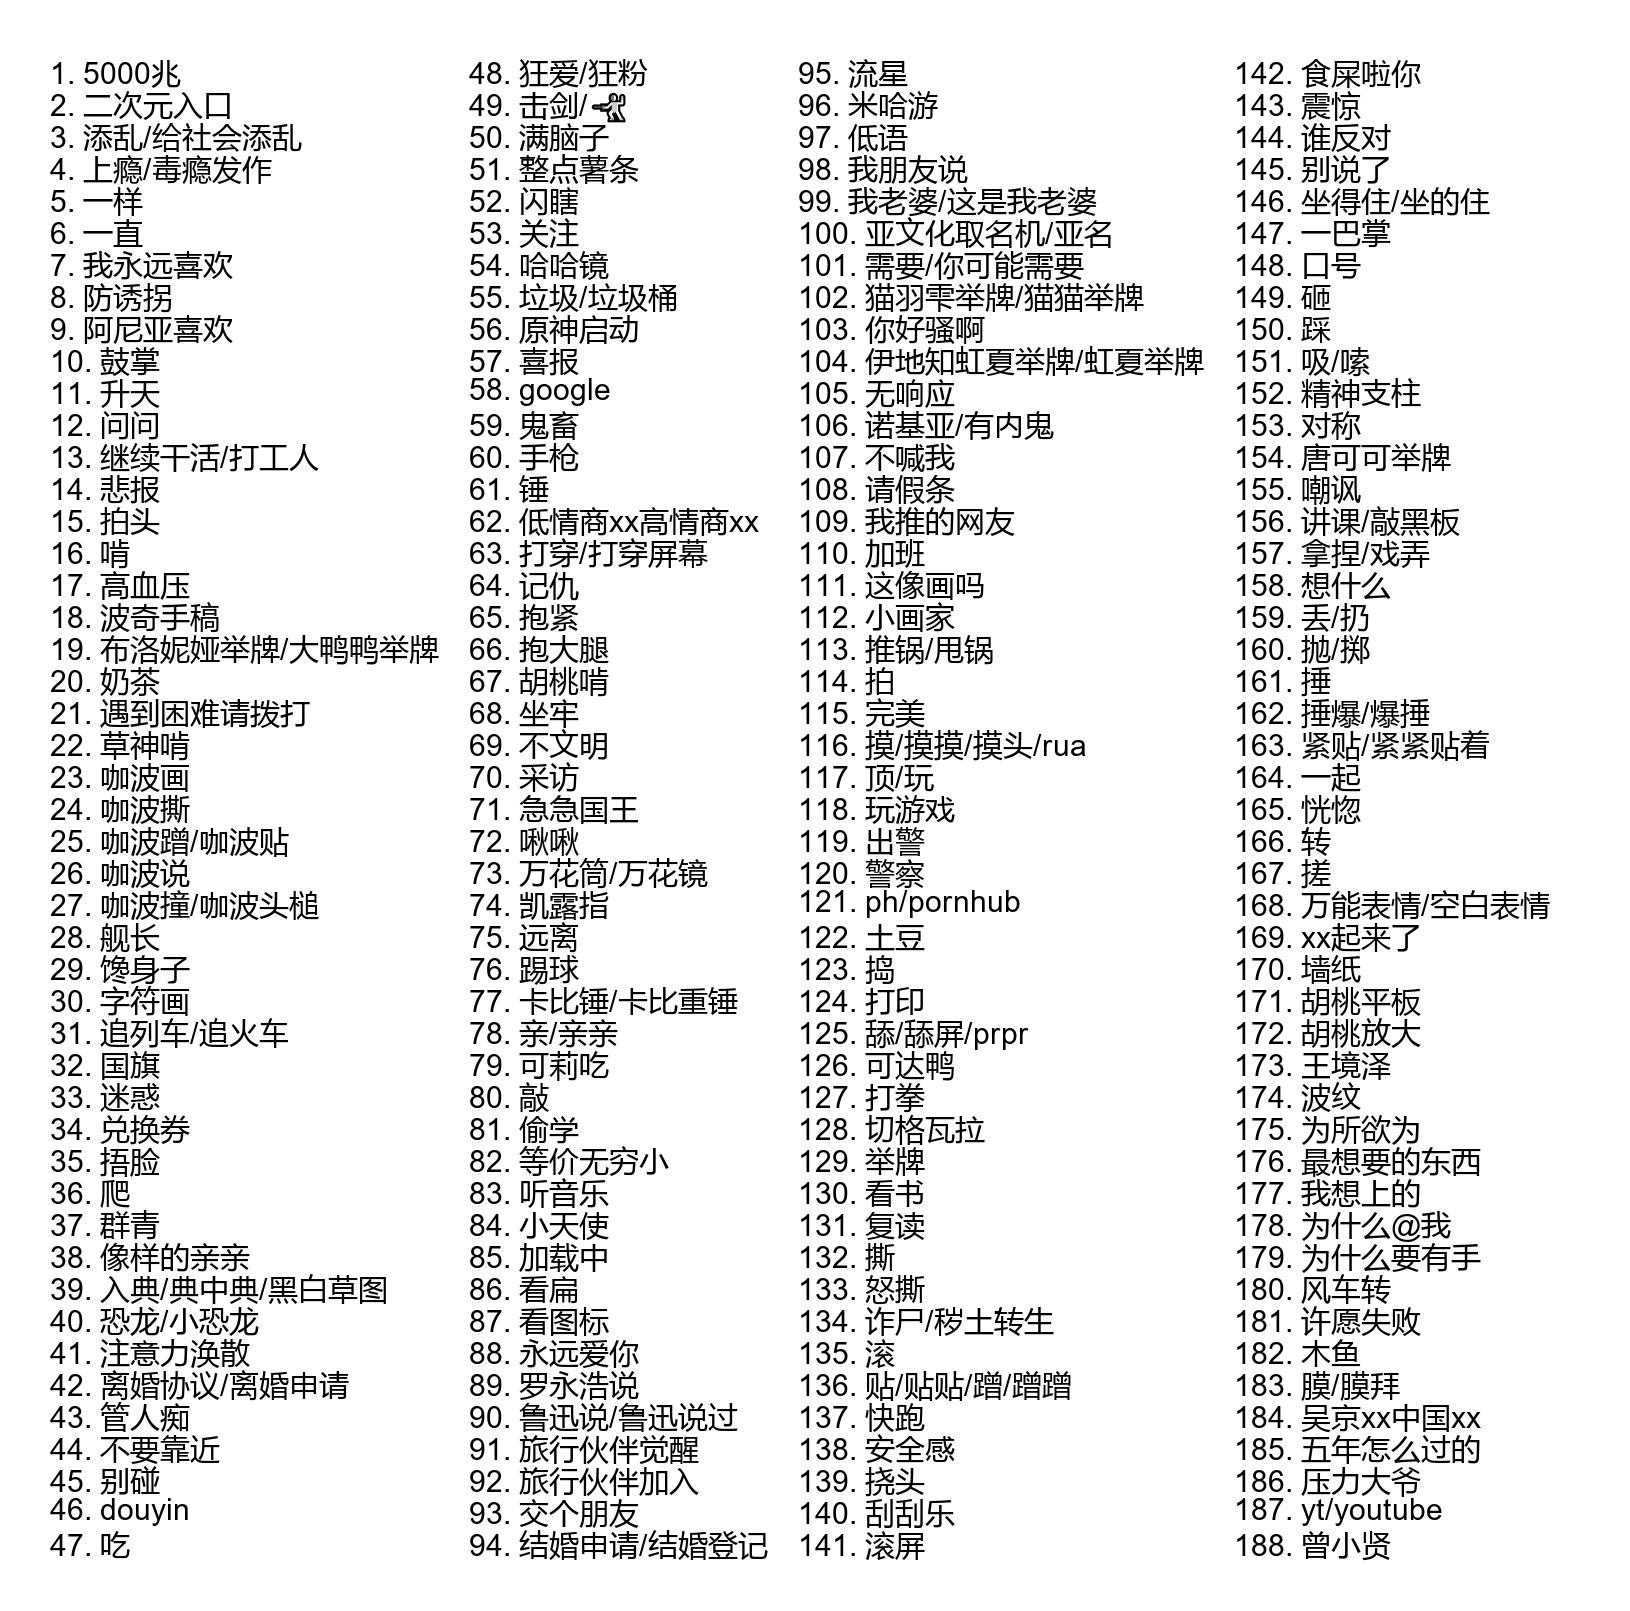 1. 5000兆
2. 二次元入口
3. 添乱/给社会添乱
4. 上瘾/毒瘾发作
5. 一样
6. 一直
7. 我永远喜欢
8. 防诱拐
9. 阿尼亚喜欢
10. 鼓掌
11. 升天
12. 问问
13. 继续干活/打工人
14. 悲报
15. 拍头
16. 啃
17. 高血压
18. 波奇手稿
19. 布洛妮娅举牌/大鸭鸭举牌
20. 奶茶
21. 遇到困难请拨打
22. 草神啃
23. 咖波画
24. 咖波撕
25. 咖波蹭/咖波贴
26. 咖波说
27. 咖波撞/咖波头槌
28. 舰长
29. 馋身子
30. 字符画
31. 追列车/追火车
32. 国旗
33. 迷惑
34. 兑换券
35. 捂脸
36. 爬
37. 群青
38. 像样的亲亲
39. 入典/典中典/黑白草图
40. 恐龙/小恐龙
41. 注意力涣散
42. 离婚协议/离婚申请
43. 管人痴
44. 不要靠近
45. 别碰
46. douyin
47. 吃
48. 狂爱/狂粉
49. 击剑/🤺
50. 满脑子
51. 整点薯条
52. 闪瞎
53. 关注
54. 哈哈镜
55. 垃圾/垃圾桶
56. 原神启动
57. 喜报
58. google
59. 鬼畜
60. 手枪
61. 锤
62. 低情商xx高情商xx
63. 打穿/打穿屏幕
64. 记仇
65. 抱紧
66. 抱大腿
67. 胡桃啃
68. 坐牢
69. 不文明
70. 采访
71. 急急国王
72. 啾啾
73. 万花筒/万花镜
74. 凯露指
75. 远离
76. 踢球
77. 卡比锤/卡比重锤
78. 亲/亲亲
79. 可莉吃
80. 敲
81. 偷学
82. 等价无穷小
83. 听音乐
84. 小天使
85. 加载中
86. 看扁
87. 看图标
88. 永远爱你
89. 罗永浩说
90. 鲁迅说/鲁迅说过
91. 旅行伙伴觉醒
92. 旅行伙伴加入
93. 交个朋友
94. 结婚申请/结婚登记
95. 流星
96. 米哈游
97. 低语
98. 我朋友说
99. 我老婆/这是我老婆
100. 亚文化取名机/亚名
101. 需要/你可能需要
102. 猫羽雫举牌/猫猫举牌
103. 你好骚啊
104. 伊地知虹夏举牌/虹夏举牌
105. 无响应
106. 诺基亚/有内鬼
107. 不喊我
108. 请假条
109. 我推的网友
110. 加班
111. 这像画吗
112. 小画家
113. 推锅/甩锅
114. 拍
115. 完美
116. 摸/摸摸/摸头/rua
117. 顶/玩
118. 玩游戏
119. 出警
120. 警察
121. ph/pornhub
122. 土豆
123. 捣
124. 打印
125. 舔/舔屏/prpr
126. 可达鸭
127. 打拳
128. 切格瓦拉
129. 举牌
130. 看书
131. 复读
132. 撕
133. 怒撕
134. 诈尸/秽土转生
135. 滚
136. 贴/贴贴/蹭/蹭蹭
137. 快跑
138. 安全感
139. 挠头
140. 刮刮乐
141. 滚屏
142. 食屎啦你
143. 震惊
144. 谁反对
145. 别说了
146. 坐得住/坐的住
147. 一巴掌
148. 口号
149. 砸
150. 踩
151. 吸/嗦
152. 精神支柱
153. 对称
154. 唐可可举牌
155. 嘲讽
156. 讲课/敲黑板
157. 拿捏/戏弄
158. 想什么
159. 丢/扔
160. 抛/掷
161. 捶
162. 捶爆/爆捶
163. 紧贴/紧紧贴着
164. 一起
165. 恍惚
166. 转
167. 搓
168. 万能表情/空白表情
169. xx起来了
170. 墙纸
171. 胡桃平板
172. 胡桃放大
173. 王境泽
174. 波纹
175. 为所欲为
176. 最想要的东西
177. 我想上的
178. 为什么@我
179. 为什么要有手
180. 风车转
181. 许愿失败
182. 木鱼
183. 膜/膜拜
184. 吴京xx中国xx
185. 五年怎么过的
186. 压力大爷
187. yt/youtube
188. 曾小贤